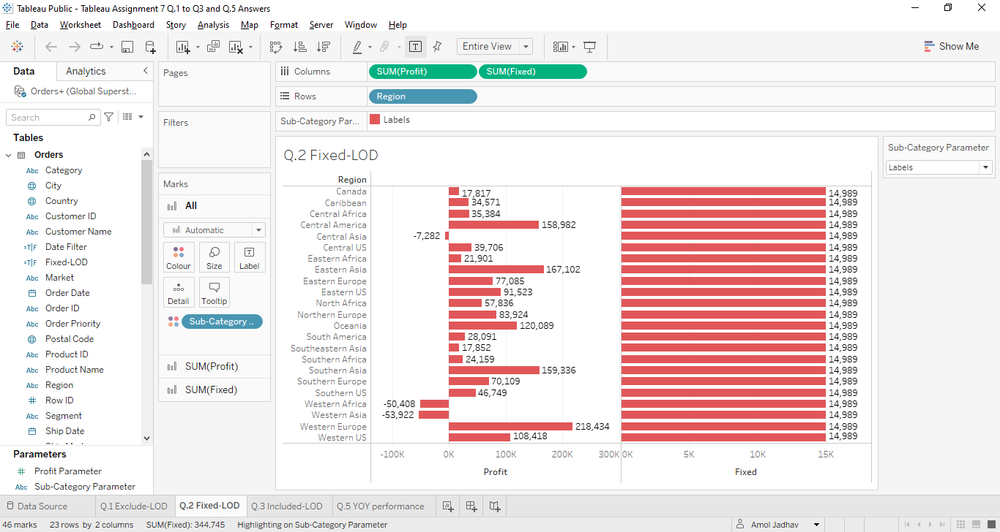 Tableau Public - Tableau Assignment 7 Q.1 to Q3 and Q.5 Answers
File Data Worksheet Dashboard Story Analysis Map Format Server Window Help
Entire View Show Me
Data Analytics
Orders+ (Global Superst...
Search
Tables
Orders
Abc Category
City
Country
Abc Customer ID
Abc Customer Name
=T|F Date Filter
=T|F Fixed-LOD
Abc Market
Order Date
Abc Order ID
Abc Order Priority
Postal Code
Abc Product ID
Abc Product Name
Abc Region
# Row ID
Abc Segment
Ship Date
Parameters
# Profit Parameter
Abc Sub-Category Parameter
Pages
Filters
Marks
All
Automatic
Colour Size Label
Detail Tooltip
Sub-Category ..
SUM(Profit)
SUM(Fixed)
Columns SUM(Profit) SUM(Fixed)
Rows Region
Sub-Category Par... Labels
Q.2 Fixed-LOD
Region
Canada 17,817 14,989
Caribbean 34,571 14,989
Central Africa 35,384 14,989
Central America 158,982 14,989
Central Asia -7,282 14,989
Central US 39,706 14,989
Eastern Africa 21,901 14,989
Eastern Asia 167,102 14,989
Eastern Europe 77,085 14,989
Eastern US 91,523 14,989
North Africa 57,836 14,989
Northern Europe 83,924 14,989
Oceania 120,089 14,989
South America 28,091 14,989
Southeastern Asia 17,852 14,989
Southern Africa 24,159 14,989
Southern Asia 159,336 14,989
Southern Europe 70,109 14,989
Southern US 46,749 14,989
Western Africa -50,408 14,989
Western Asia -53,922 14,989
Western Europe 218,434 14,989
Western US 108,418 14,989
-100K 0K 100K 200K 300K 0K 5K 10K 15K
Profit Fixed
Sub-Category Parameter
Labels
Data Source Q.1 Exclude-LOD Q.2 Fixed-LOD Q.3 Included-LOD Q.5 YOY performance
46 marks 23 rows by 2 columns SUM(Fixed): 344.745 Highlighting on Sub-Category Parameter Amol Jadhav